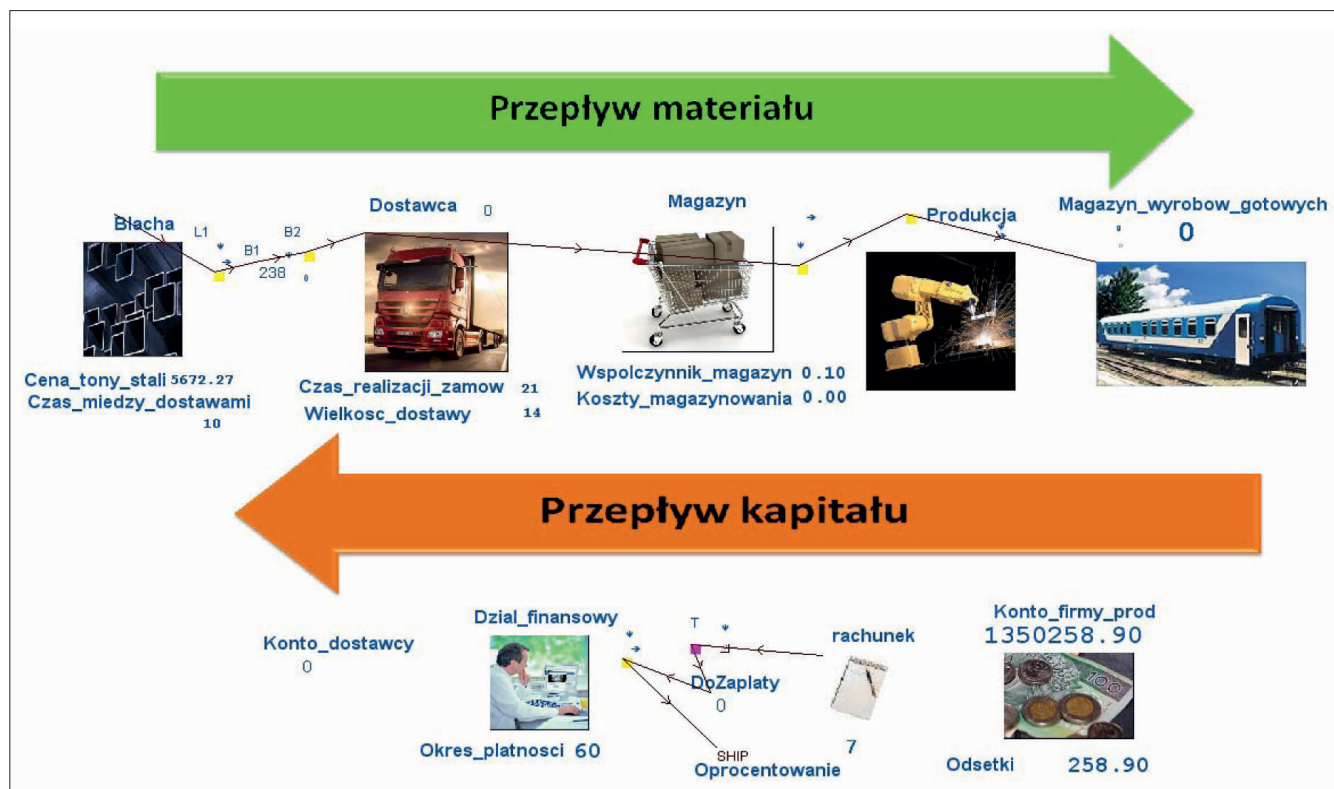 Przepływ materiału
Blacha
L1
B1
238
B2
0
Dostawca 0
Magazyn
Produkcja
Magazyn_wyrobow_gotowych
0
Cena_tony_stali 5672.27
Czas_miedzy_dostawami
10
Czas_realizacji_zamow 21
Wielkosc_dostawy 14
Wspolczynnik_magazyn 0.10
Koszty_magazynowania 0.00
Przepływ kapitału
Konto_dostawcy
0
Dzial_finansowy
Okres_platnosci 60
T
DoZaplaty
0
SHIP
rachunek
7
Oprocentowanie
Konto_firmy_prod
1350258.90
100
Odsetki 258.90